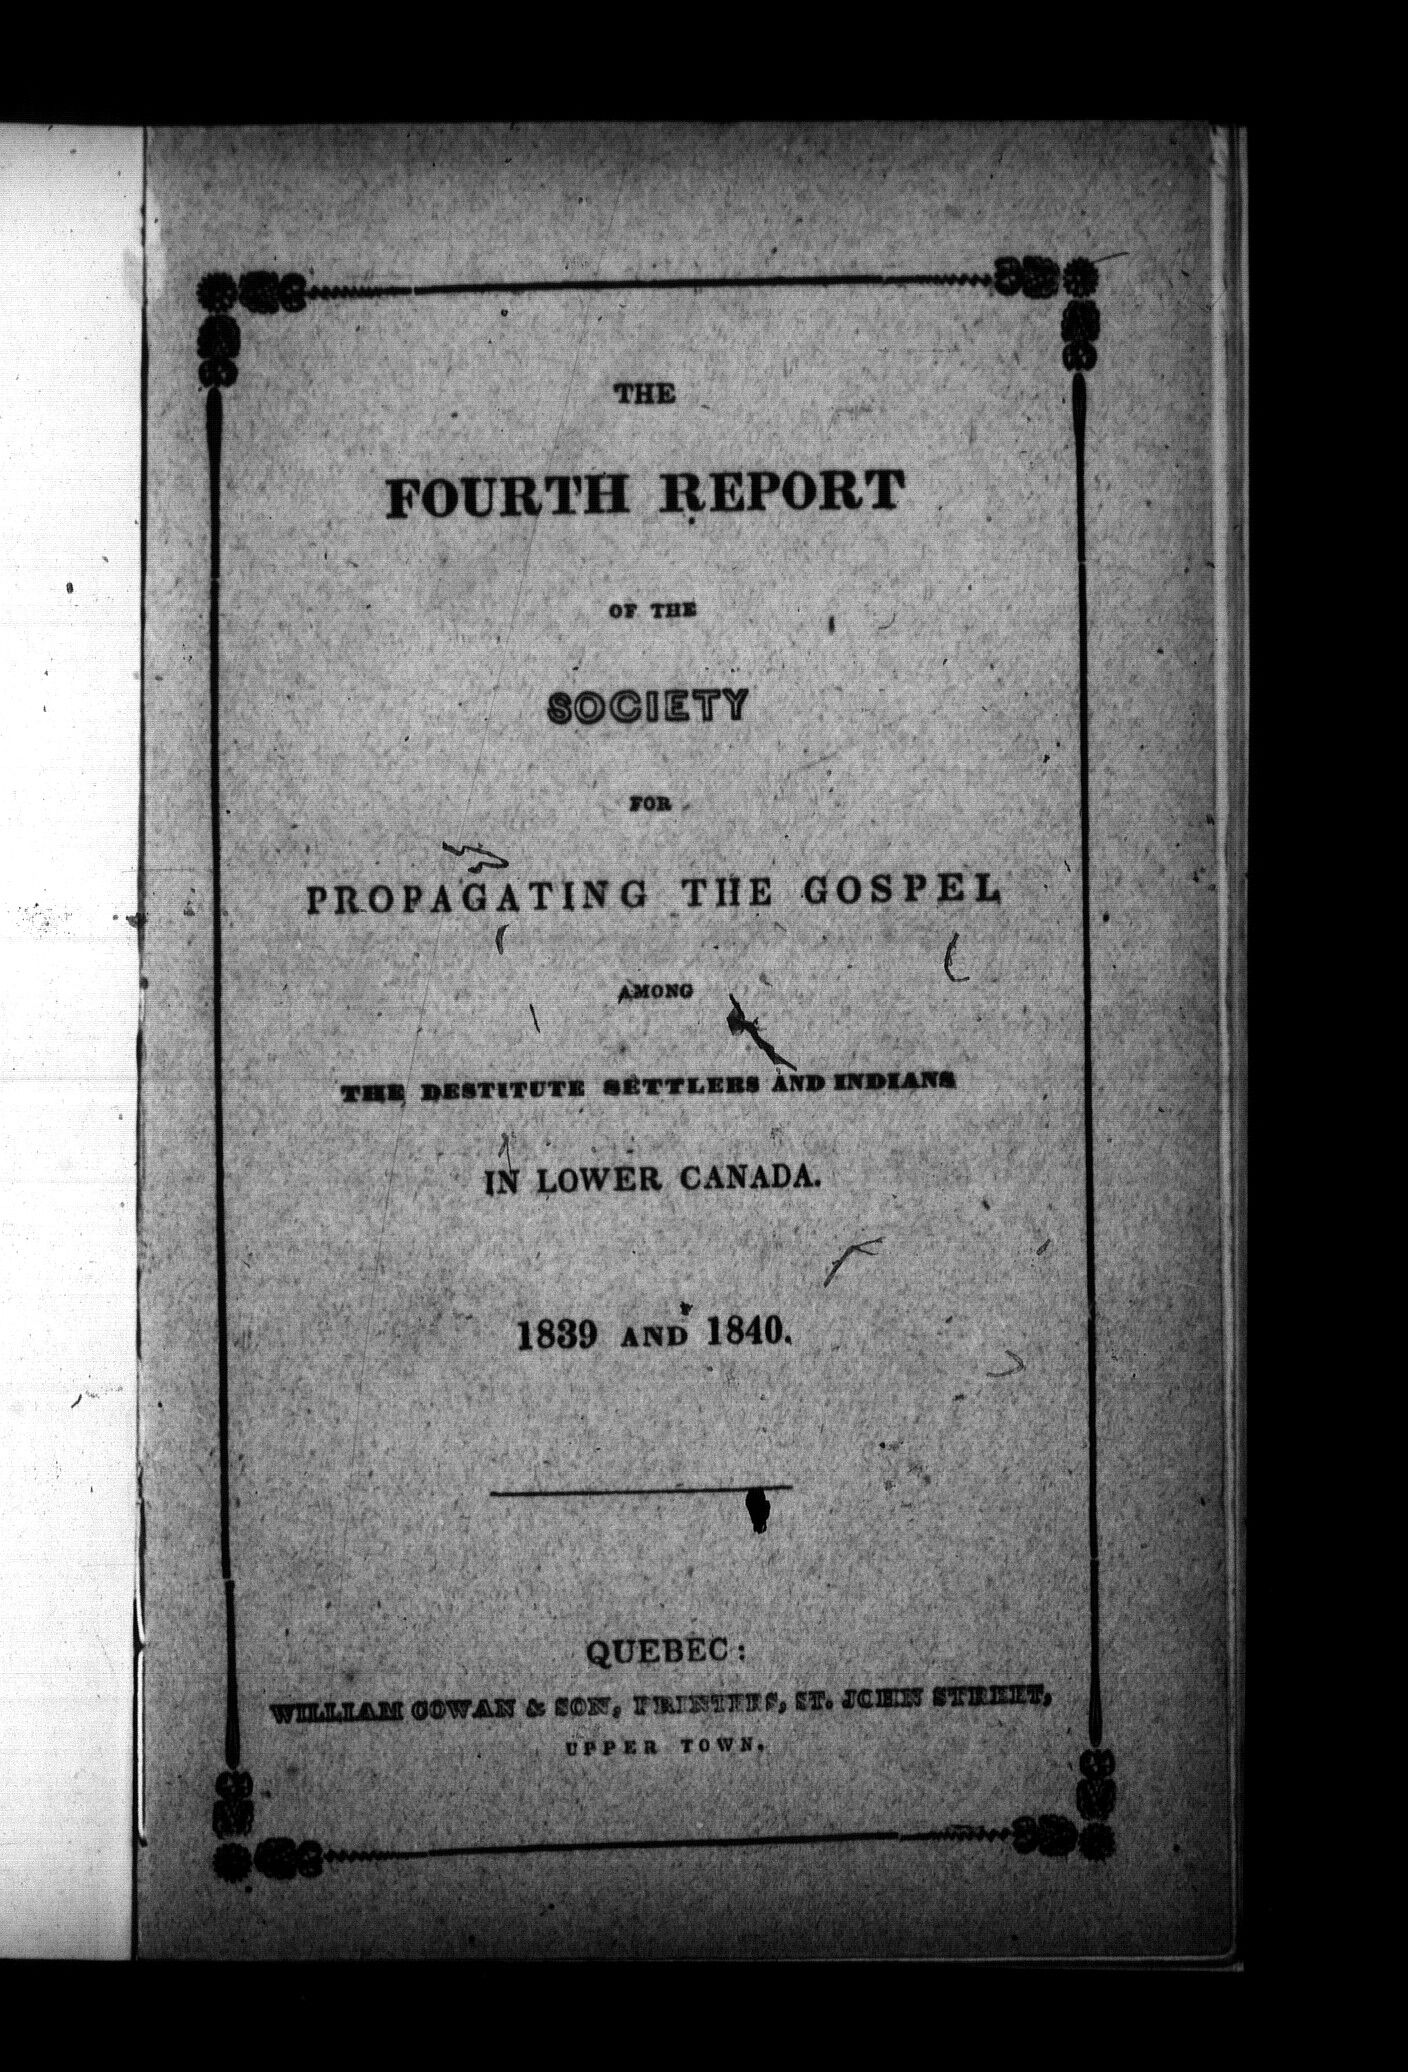 THE
FOURTH REPORT
OF THE
SOCIETY
FOR
PROPAGATING THE GOSPEL
AMONG
THE DESTITUTE SETTLERS AND INDIANS
IN LOWER CANADA.
1839 AND 1840.
QUEBEC:
WILLIAM COWAN & SON, PRINTERS, ST. JOHN STREET,
UPPER TOWN.